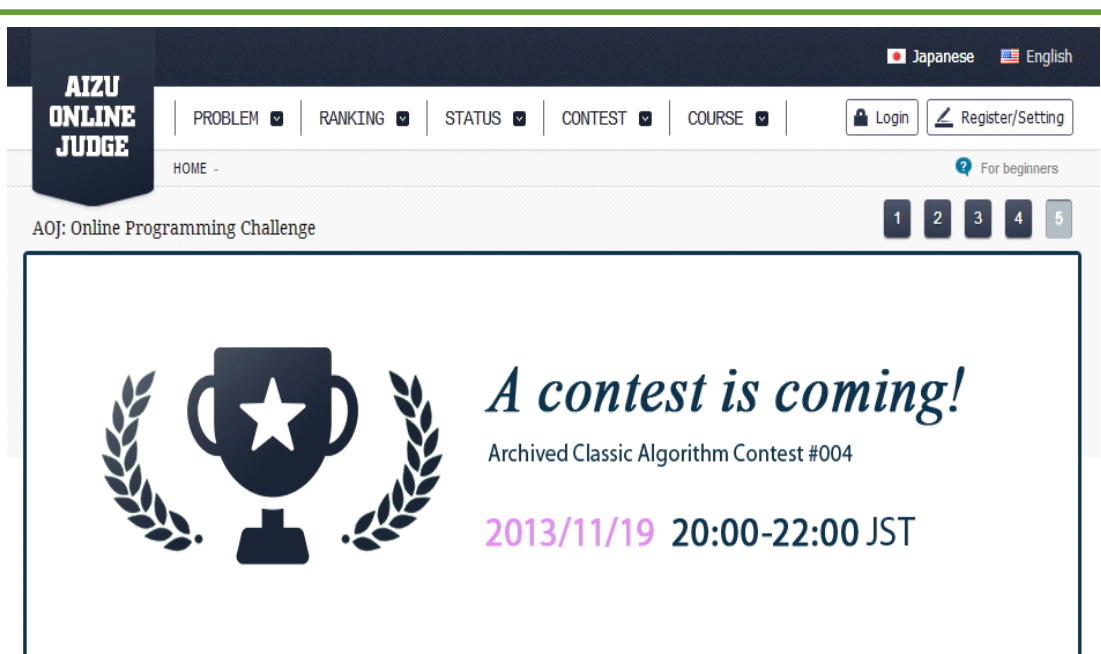 Japanese English
AIZU
ONLINE
JUDGE
PROBLEM RANKING STATUS CONTEST COURSE Login Register/Setting
HOME - For beginners
AOJ: Online Programming Challenge 1 2 3 4 5
A contest is coming!
Archived Classic Algorithm Contest #004
2013/11/19 20:00-22:00 JST